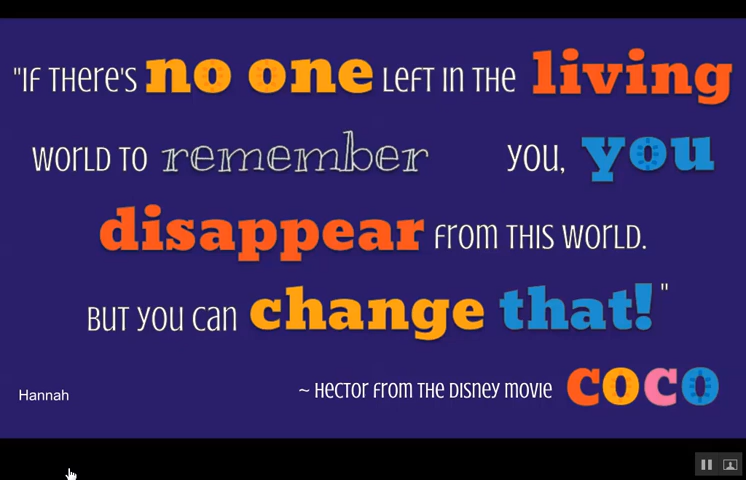 "If there's no one left in the living
world to remember you, you
disappear from this world.
But you can change that!"
~ Hector from the Disney movie COCO
Hannah